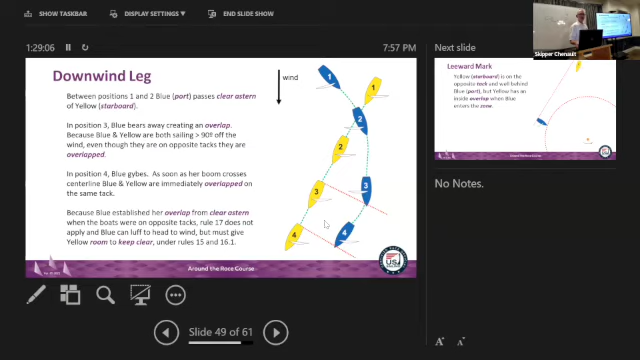 SHOW TASKBAR
DISPLAY SETTINGS
END SLIDE SHOW
1:29:06
7:57 PM
Downwind Leg
Between positions 1 and 2 Blue (port) passes clear astern
of Yellow (starboard).
In position 3, Blue bears away creating an overlap.
Because Blue & Yellow are both sailing > 90º off the
wind, even though they are on opposite tacks they are
overlapped.
In position 4, Blue gybes. As soon as her boom crosses
centerline Blue & Yellow are immediately overlapped on
the same tack.
Because Blue established her overlap from clear astern
when the boats were on opposite tacks, rule 17 does not
apply and Blue can luff to head to wind, but must give
Yellow room to keep clear, under rules 15 and 16.1.
wind
1
1
2
2
3
3
4
4
Around the Race Course
US
Skipper Chenault
Next slide
Leeward Mark
Yellow (starboard) is on the
opposite tack and well behind
Blue (port), but Yellow has an
inside overlap when Blue
enters the zone.
No Notes.
Slide 49 of 61
A
A